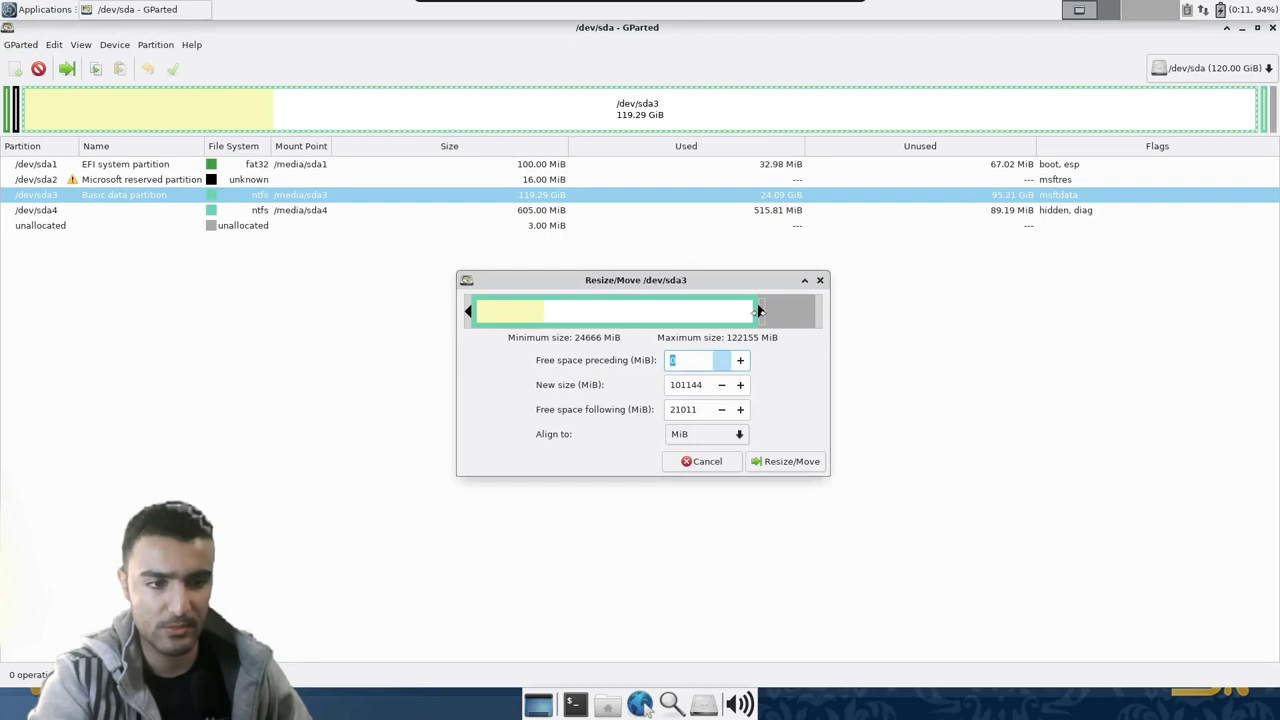 Applications
/dev/sda - GParted
(0:11, 94%)
/dev/sda - GParted
GParted Edit View Device Partition Help
/dev/sda (120.00 GiB)
/dev/sda3
119.29 GiB
Partition Name File System Mount Point Size Used Unused Flags
/dev/sda1 EFI system partition fat32 /media/sda1 100.00 MiB 32.98 MiB 67.02 MiB boot, esp
/dev/sda2 Microsoft reserved partition unknown 16.00 MiB --- --- msftres
/dev/sda3 Basic data partition ntfs /media/sda3 119.29 GiB 24.09 GiB 95.21 GiB msftdata
/dev/sda4 ntfs /media/sda4 605.00 MiB 515.81 MiB 89.19 MiB hidden, diag
unallocated unallocated 3.00 MiB --- ---
Resize/Move /dev/sda3
Minimum size: 24666 MiB Maximum size: 122155 MiB
Free space preceding (MiB): 0
New size (MiB): 101144
Free space following (MiB): 21011
Align to: MiB
Cancel Resize/Move